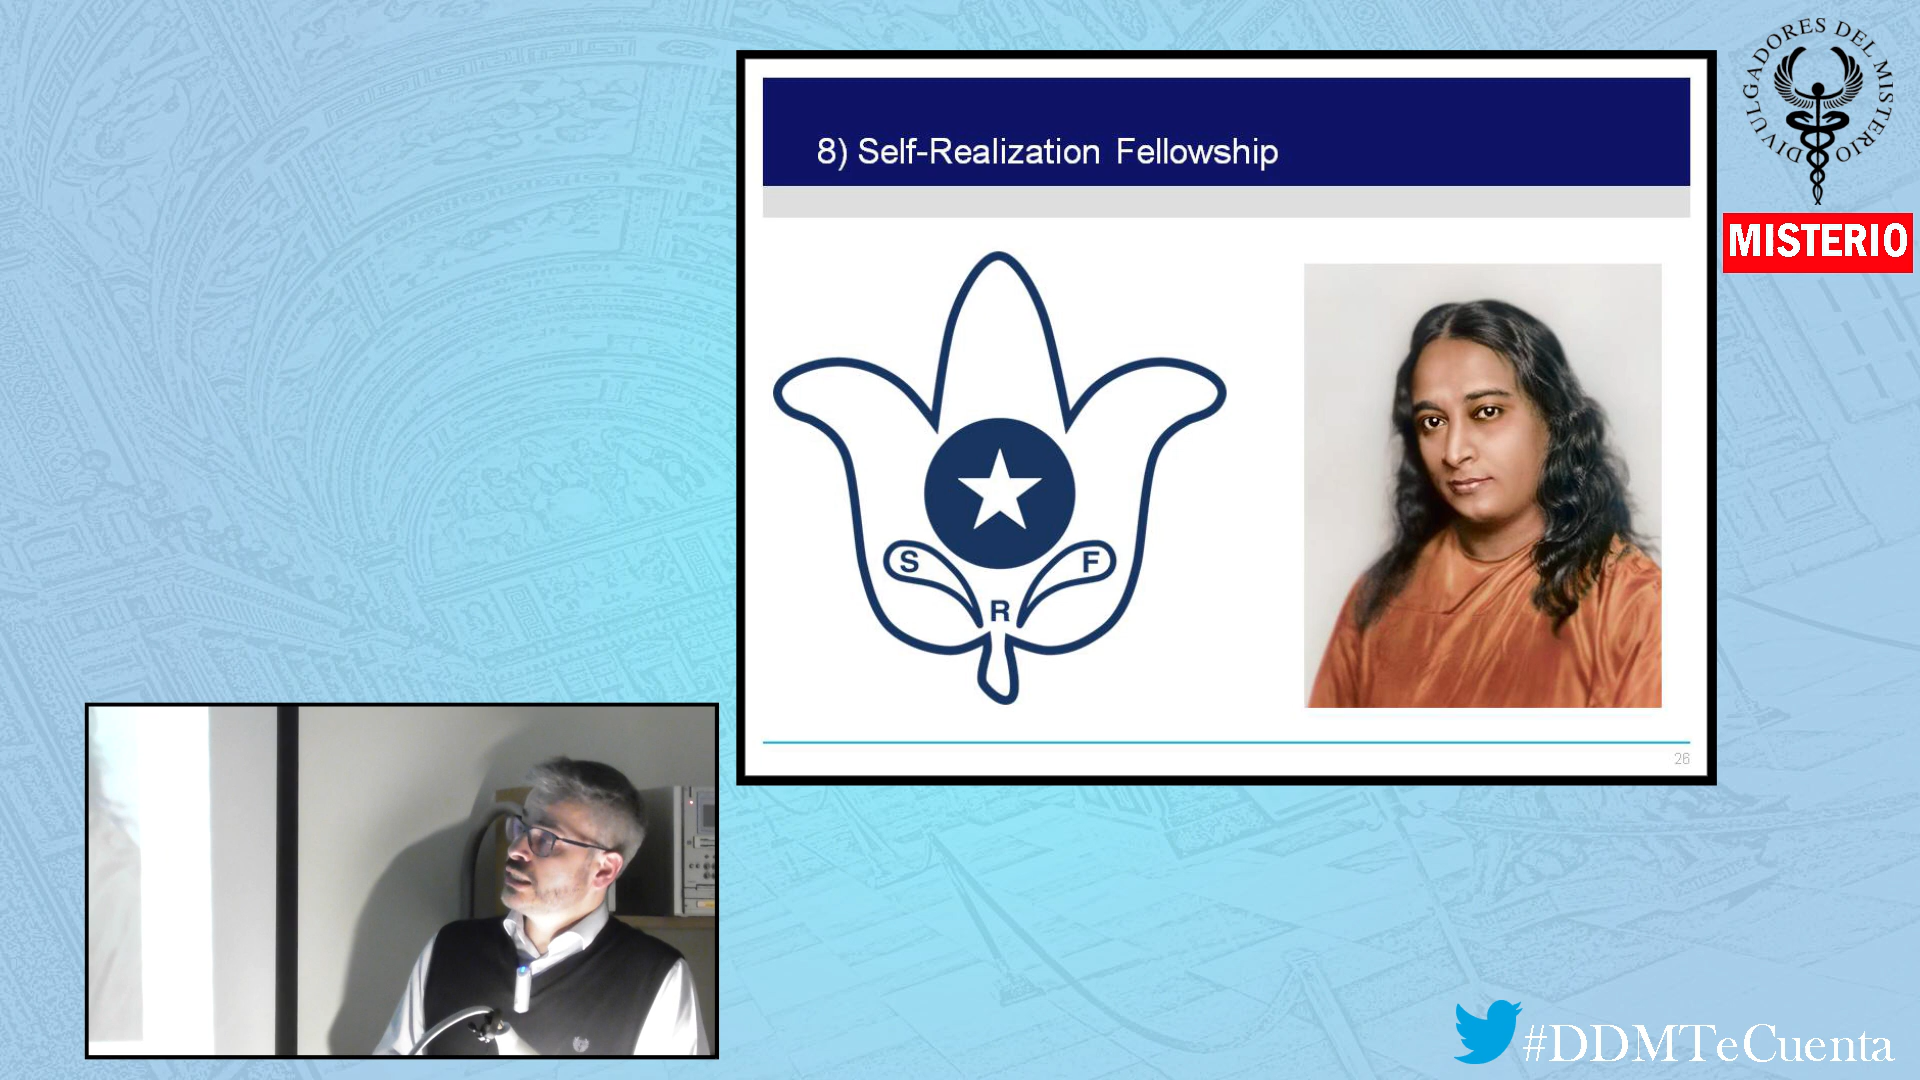 8) Self-Realization Fellowship
S
F
R
26
DIVULGADORES DEL MISTERIO
MISTERIO
#DDMTeCuenta